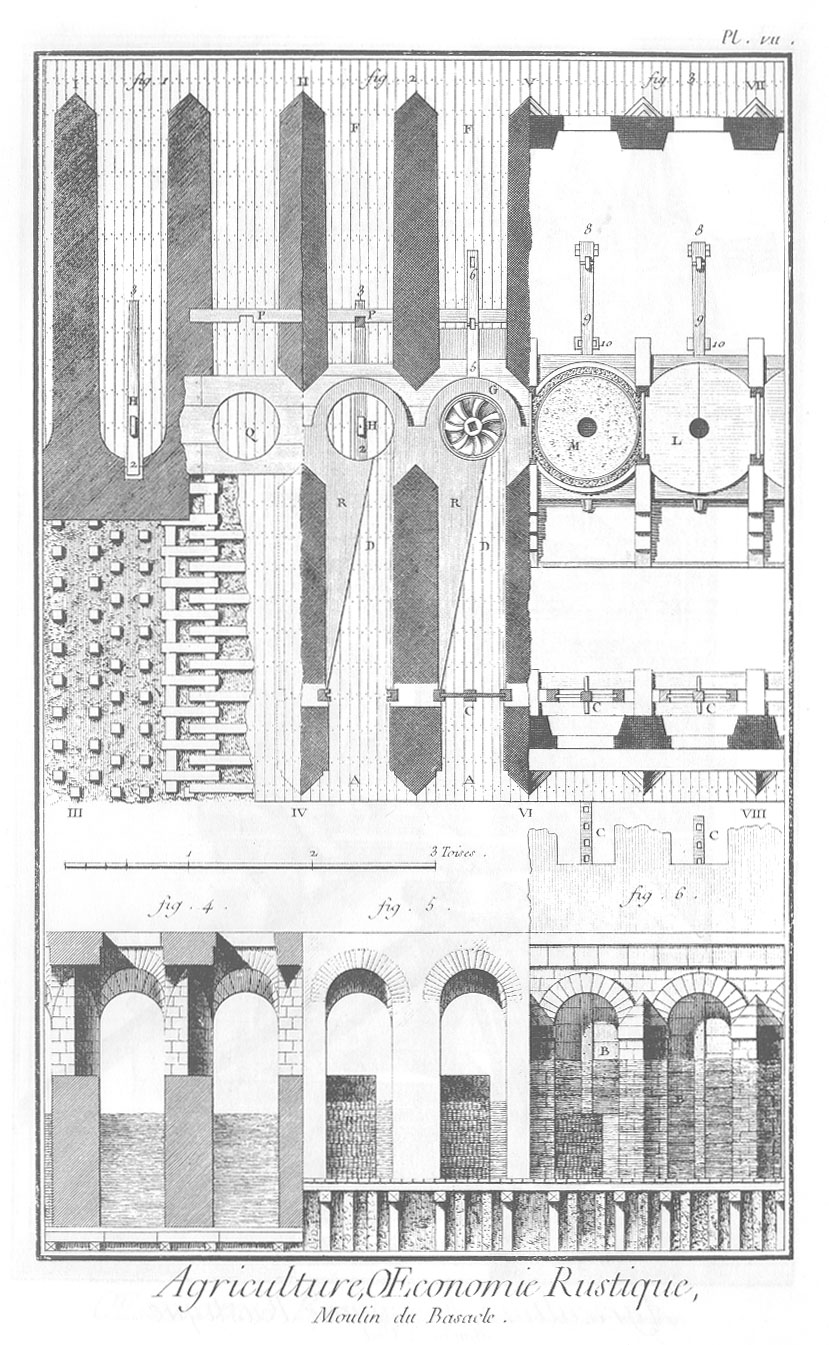 Pl. VII.
I fig. 1 II fig. 2 V fig. 3 VII
F F
8 8
3 3 6
P P
9 9
10 10
5
H Q H G M L
2 2
R R
D D
C C C
A A
III IV VI VIII
C C
1 2 3 Toises.
fig. 4. fig. 5. fig. 6.
B
B B
Agriculture, OEconomie Rustique,
Moulin du Basacle.